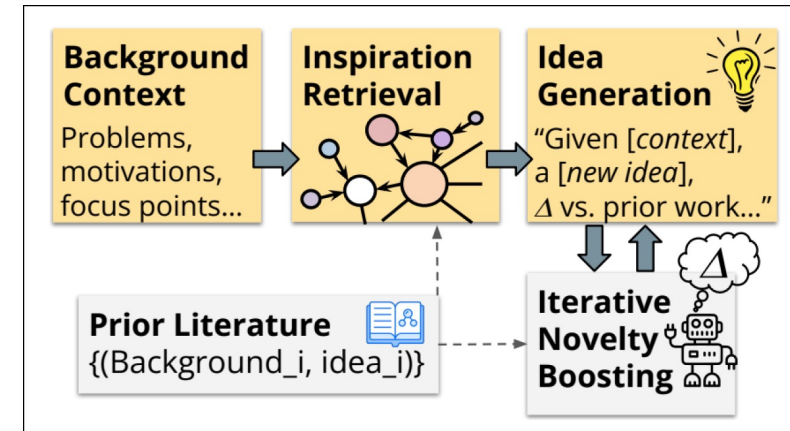 Background
Context
Problems,
motivations,
focus points...
Inspiration
Retrieval
Idea
Generation
“Given [context],
a [new idea],
Δ vs. prior work...”
Prior Literature
{(Background_i, idea_i)}
Iterative
Novelty
Boosting
Δ